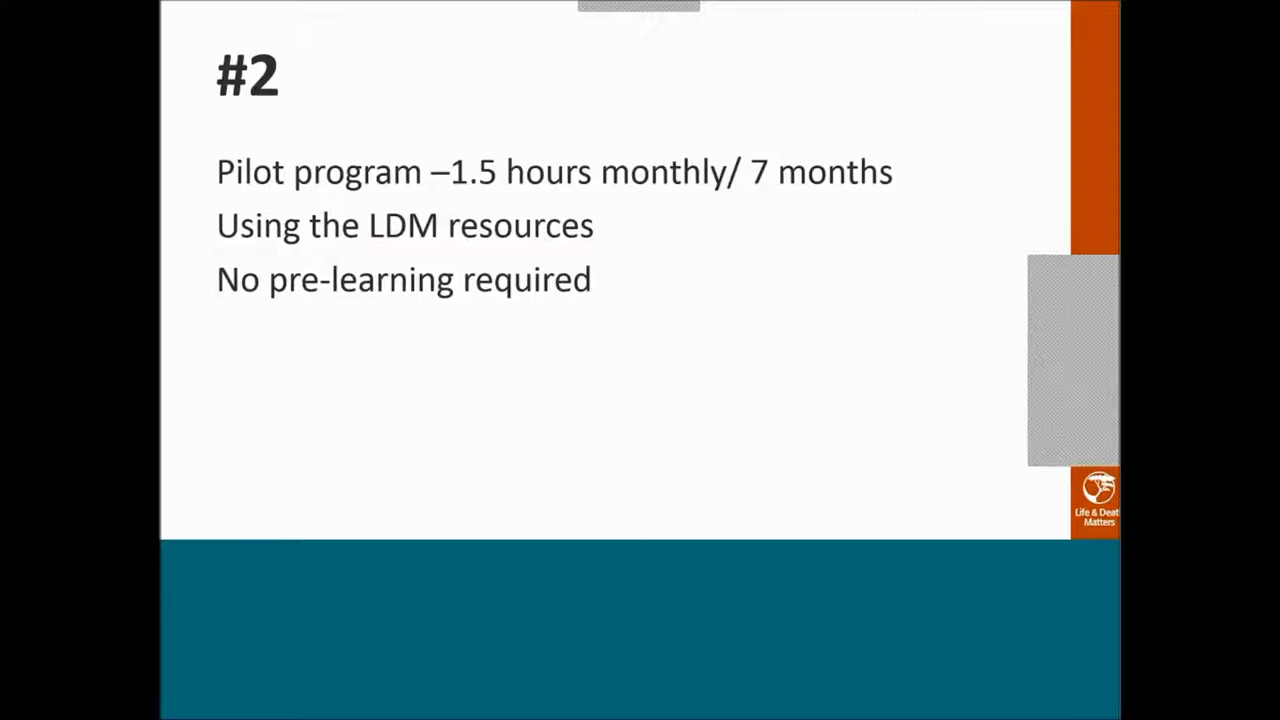 #2
Pilot program –1.5 hours monthly/ 7 months
Using the LDM resources
No pre-learning required
Life & Deat
Matters